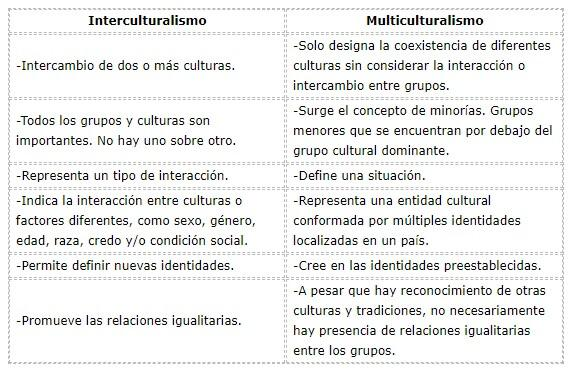 Interculturalismo Multiculturalismo
-Intercambio de dos o más culturas.
-Solo designa la coexistencia de diferentes
culturas sin considerar la interacción o
intercambio entre grupos.
-Todos los grupos y culturas son
importantes. No hay uno sobre otro.
-Surge el concepto de minorías. Grupos
menores que se encuentran por debajo del
grupo cultural dominante.
-Representa un tipo de interacción.
-Define una situación.
-Indica la interacción entre culturas o
factores diferentes, como sexo, género,
edad, raza, credo y/o condición social.
-Representa una entidad cultural
conformada por múltiples identidades
localizadas en un país.
-Permite definir nuevas identidades.
-Cree en las identidades preestablecidas.
-Promueve las relaciones igualitarias.
-A pesar que hay reconocimiento de otras
culturas y tradiciones, no necesariamente
hay presencia de relaciones igualitarias
entre los grupos.